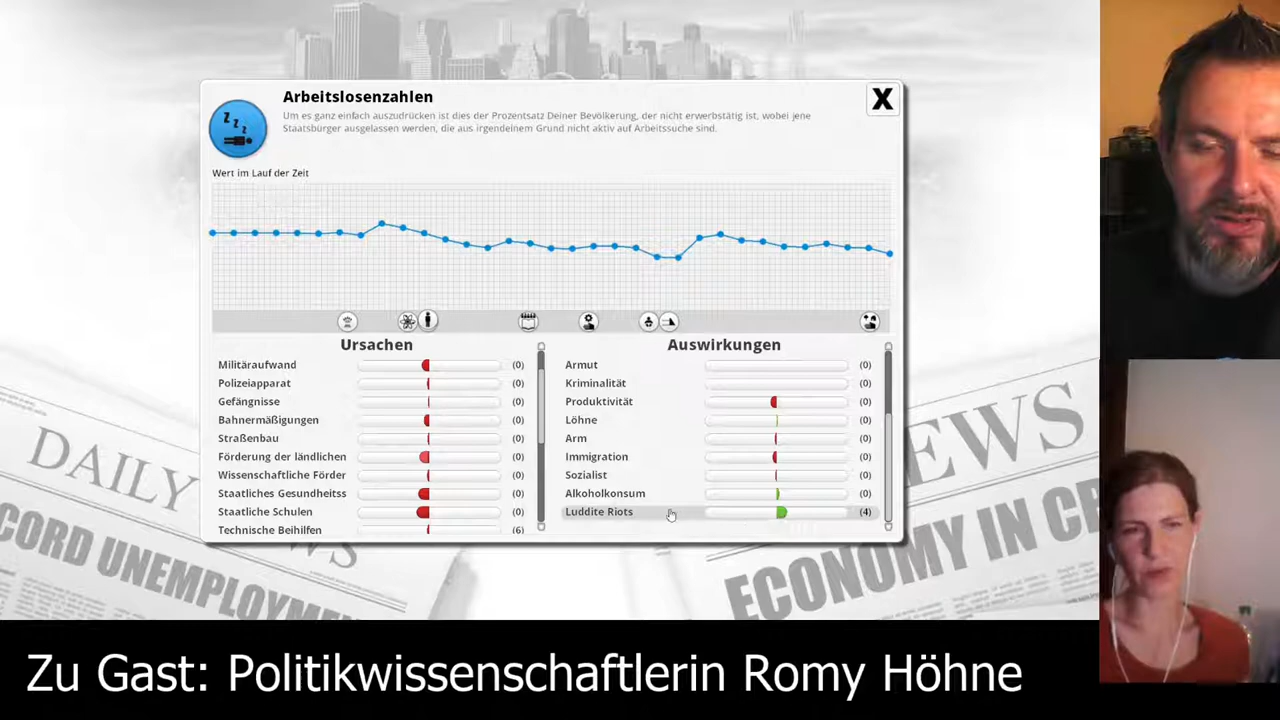 Arbeitslosenzahlen
X
Um es ganz einfach auszudrücken ist dies der Prozentsatz Deiner Bevölkerung, der nicht erwerbstätig ist, wobei jene
Staatsbürger ausgelassen werden, die aus irgendeinem Grund nicht aktiv auf Arbeitssuche sind.
Wert im Lauf der Zeit
Ursachen
Militäraufwand (0)
Polizeiapparat (0)
Gefängnisse (0)
Bahnermäßigungen (0)
Straßenbau (0)
Förderung der ländlichen (0)
Wissenschaftliche Förder (0)
Staatliches Gesundheitss (0)
Staatliche Schulen (0)
Technische Beihilfen (6)
Auswirkungen
Armut (0)
Kriminalität (0)
Produktivität (0)
Löhne (0)
Arm (0)
Immigration (0)
Sozialist (0)
Alkoholkonsum (0)
Luddite Riots (4)
DAILY
NEWS
CORD UNEMPLOYME
ECONOMY IN CR
Zu Gast: Politikwissenschaftlerin Romy Höhne